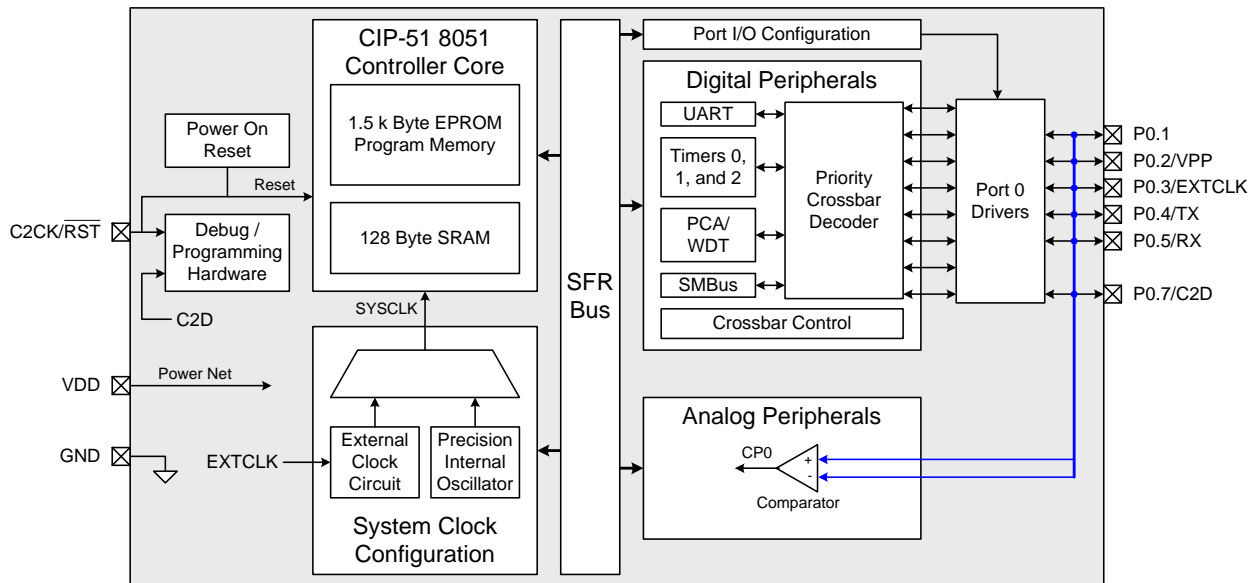 CIP-51 8051
Controller Core
1.5 k Byte EPROM
Program Memory
128 Byte SRAM
Power On
Reset
Reset
C2CK/RST
Debug /
Programming
Hardware
C2D
SYSCLK
VDD
Power Net
GND
EXTCLK
External
Clock
Circuit
Precision
Internal
Oscillator
System Clock
Configuration
SFR
Bus
Port I/O Configuration
Digital Peripherals
UART
Timers 0,
1, and 2
PCA/
WDT
SMBus
Priority
Crossbar
Decoder
Crossbar Control
Port 0
Drivers
P0.1
P0.2/VPP
P0.3/EXTCLK
P0.4/TX
P0.5/RX
P0.7/C2D
Analog Peripherals
CP0
+
-
Comparator